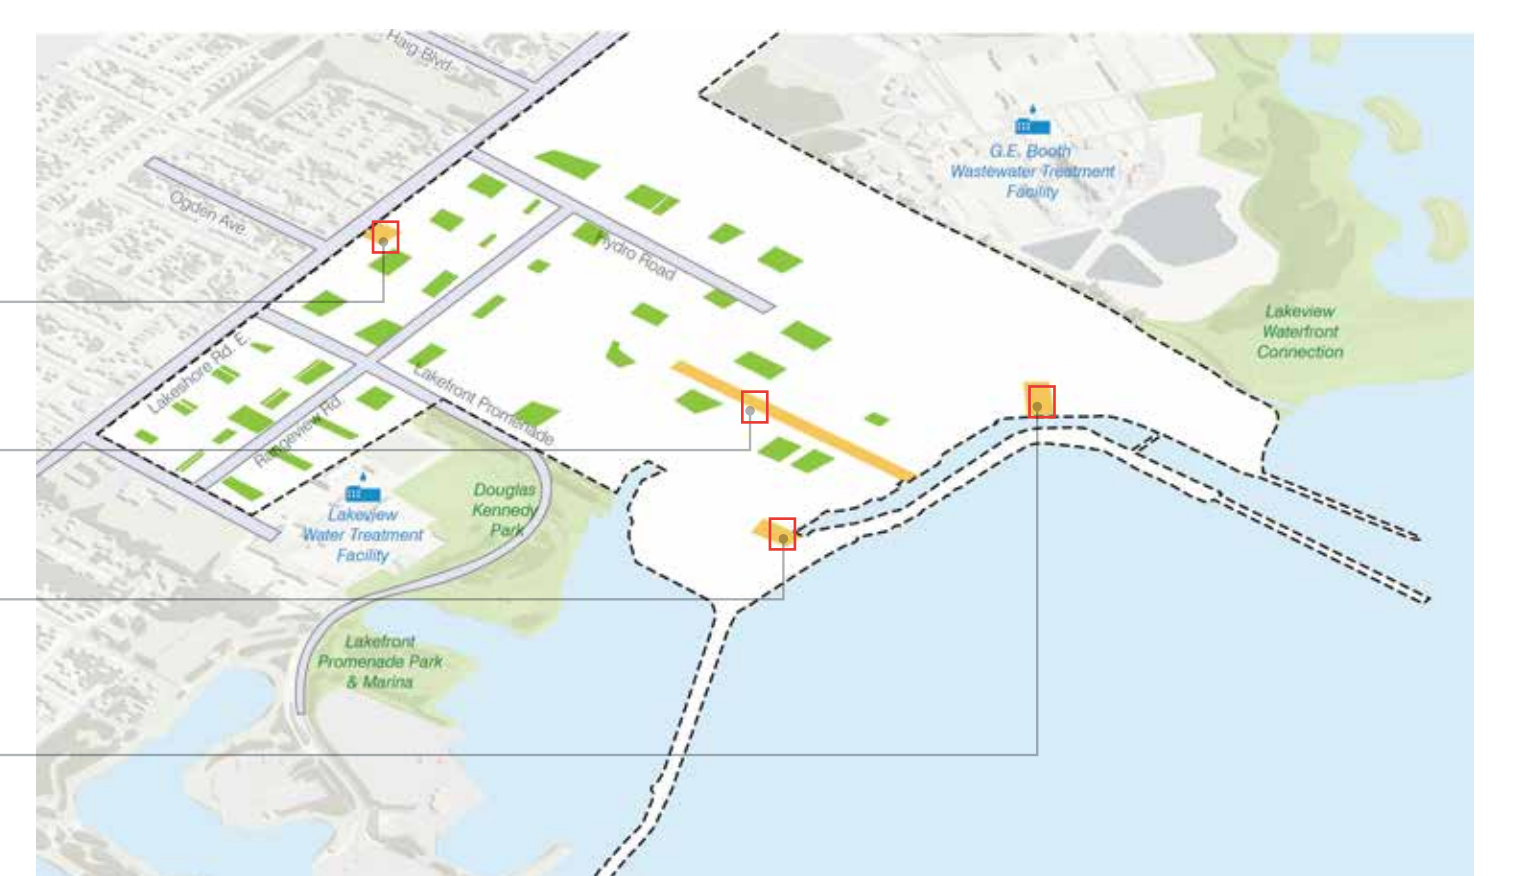 Haig Blvd
G.E. Booth
Wastewater Treatment
Facility
Ogden Ave.
Hydro Road
Lakeview
Waterfront
Connection
Lakeshore Rd. E.
Lakefront Promenade
Rangeview Rd.
Douglas
Kennedy
Park
Lakeview
Water Treatment
Facility
Lakefront
Promenade Park
& Marina